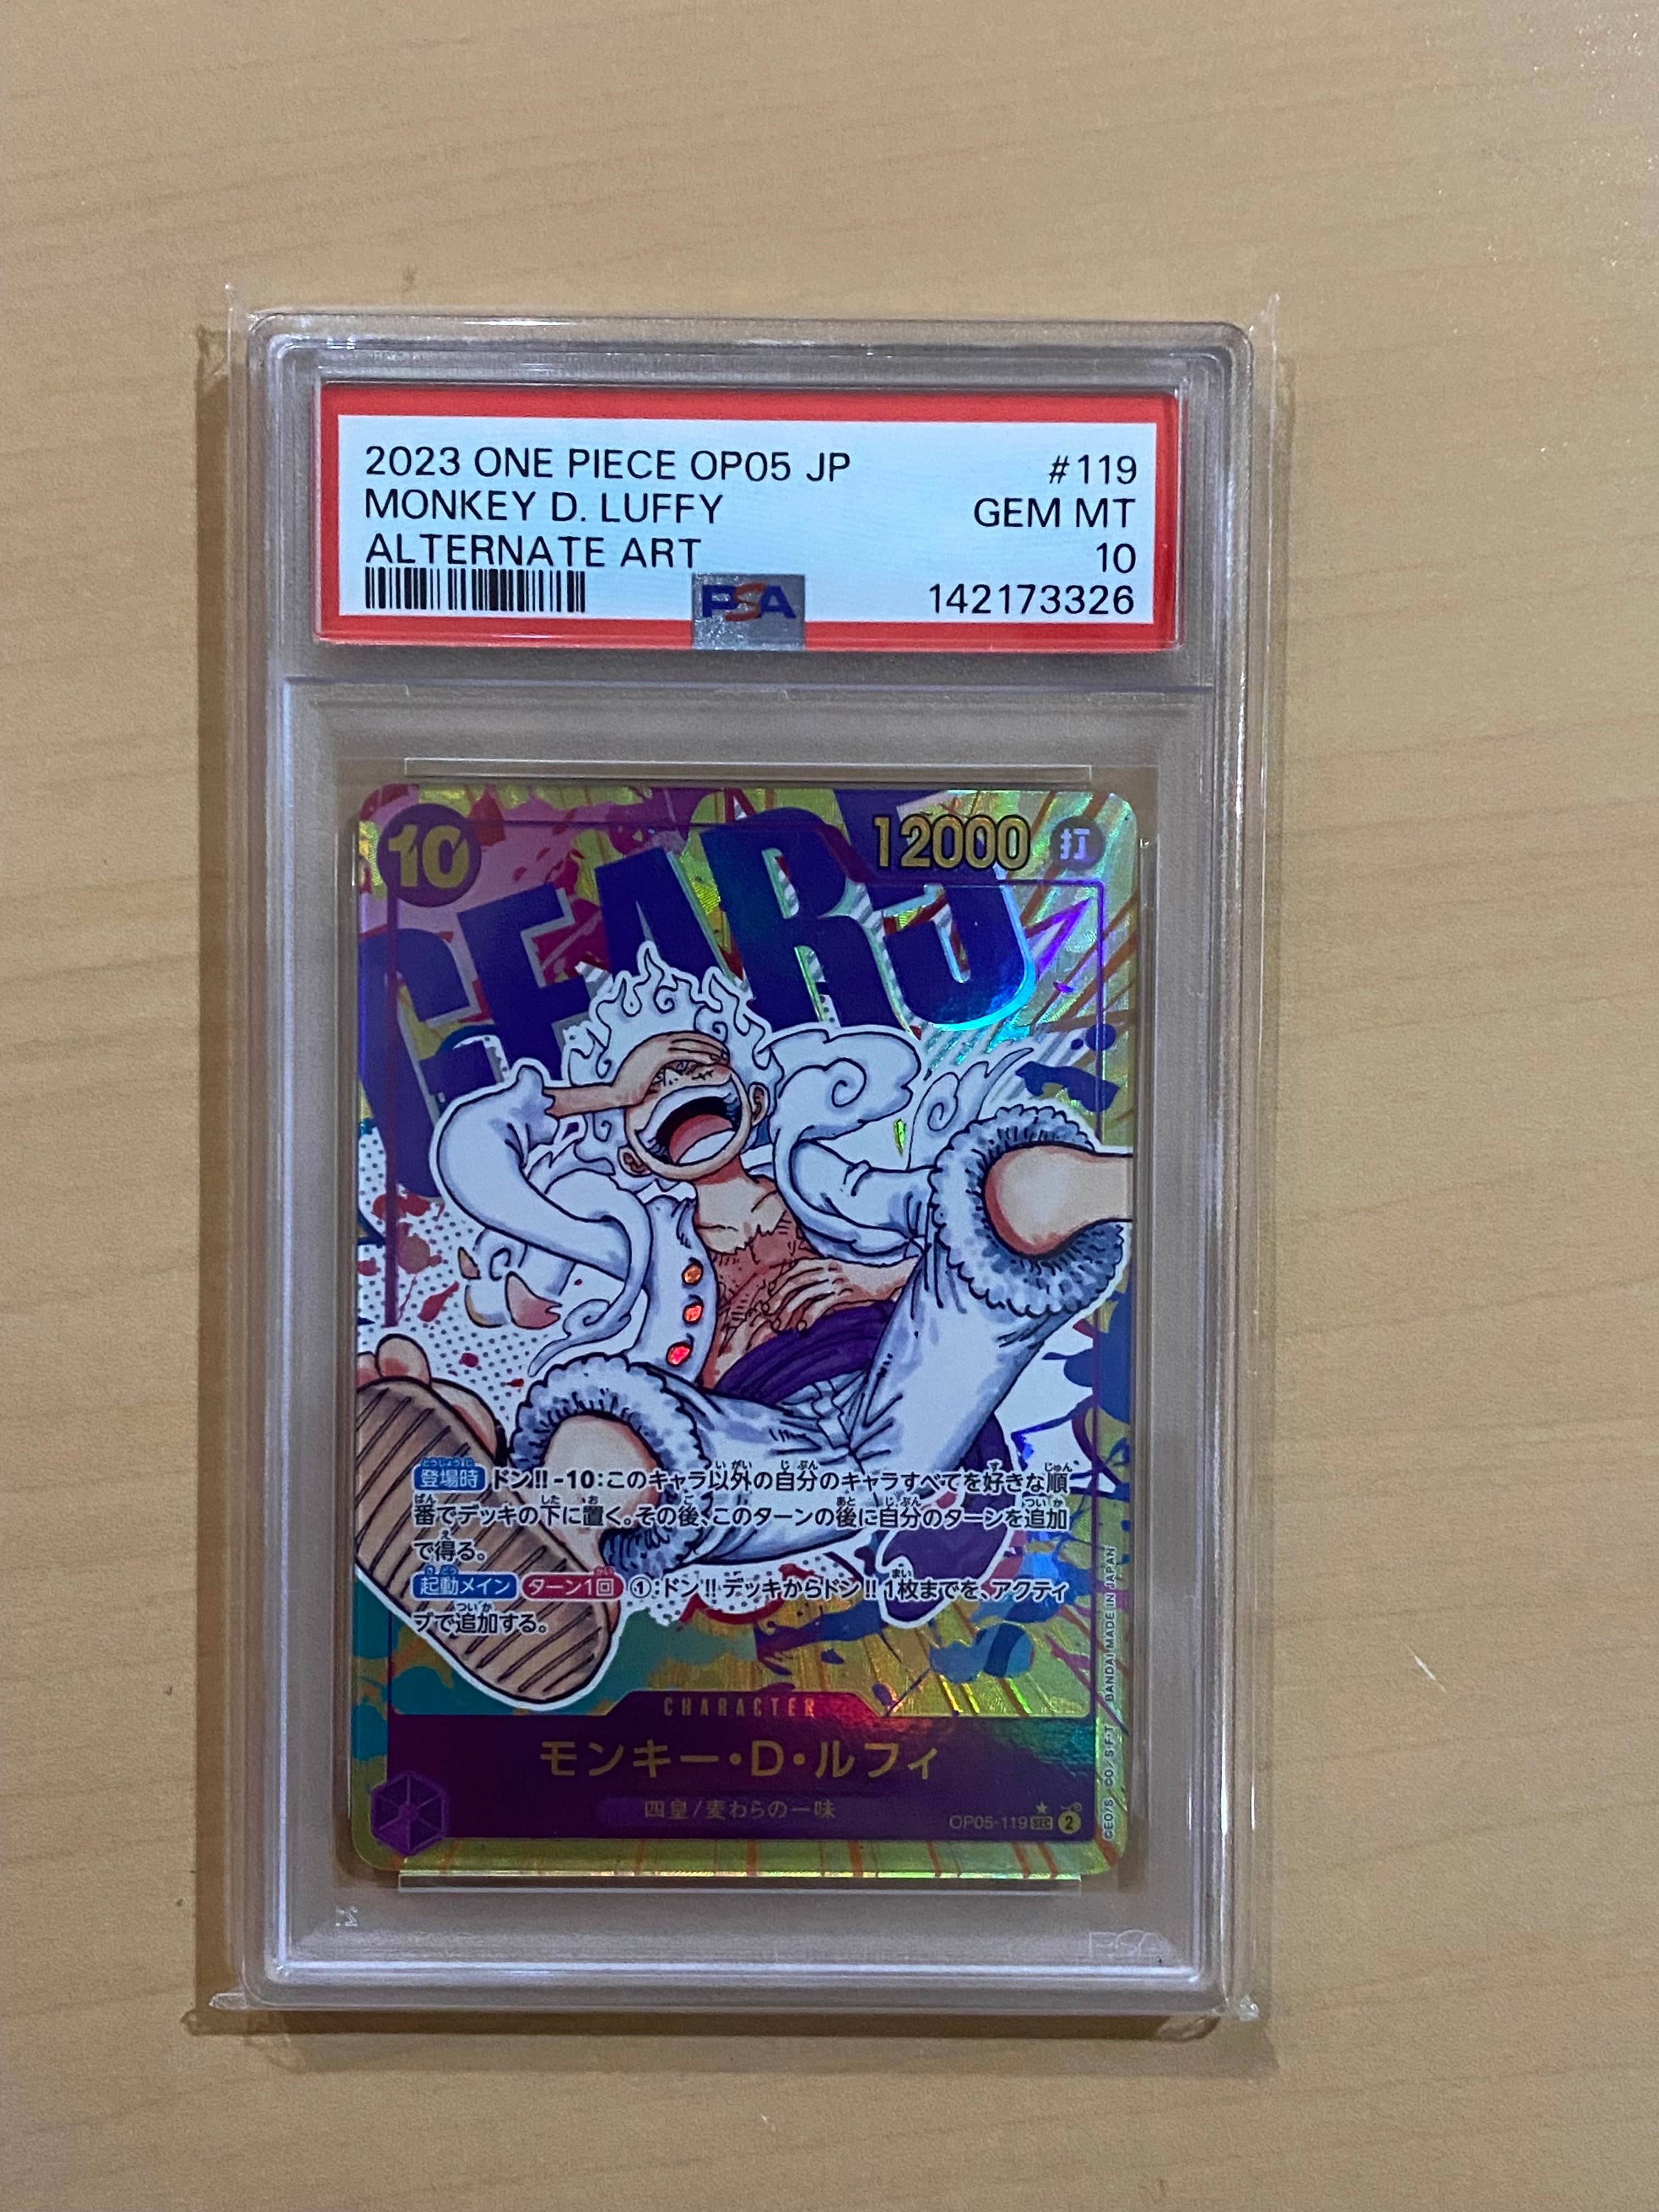 2023 ONE PIECE OP05 JP #119
MONKEY D. LUFFY GEM MT
ALTERNATE ART 10
PSA 142173326
10 12000 打
GEAR5
登場時 ドン!!-10:このキャラ以外の自分のキャラすべてを好きな順
番でデッキの下に置く。その後、このターンの後に自分のターンを追加
で得る。
起動メイン ターン1回 ①:ドン!!デッキからドン!!1枚までを、アクティ
ブで追加する。
CHARACTER
モンキー・D・ルフィ
四皇/麦わらの一味
OP05-119 SEC 2
©EO/S ©O/S・F・T BANDAI MADE IN JAPAN
PSA